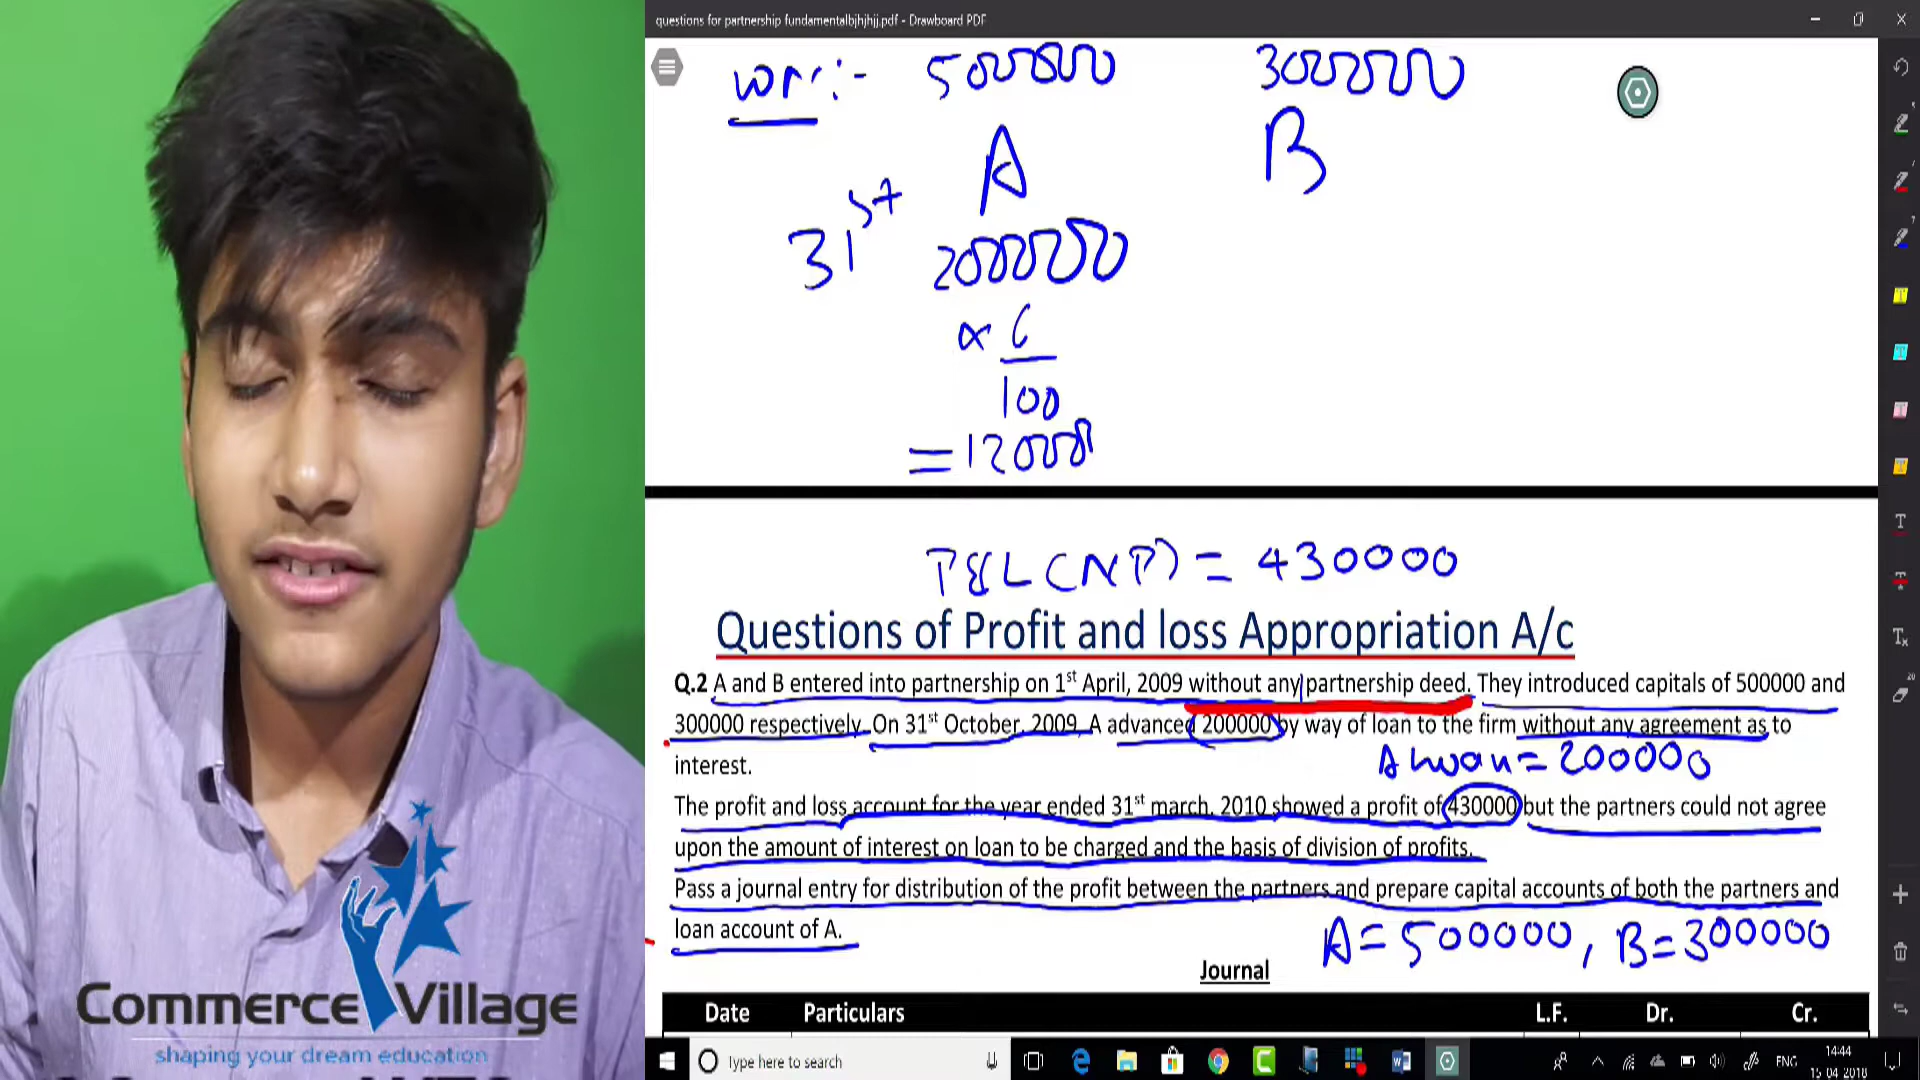 questions for partnership fundamentalbjhjhjj.pdf - Drawboard PDF
500000 300000
A B
31st 200000
× 6
100
= 12000
P&L (NP) = 430000
Questions of Profit and loss Appropriation A/c
Q.2 A and B entered into partnership on 1st April, 2009 without any partnership deed. They introduced capitals of 500000 and
300000 respectively. On 31st October, 2009, A advanced 200000 by way of loan to the firm without any agreement as to
interest.
A loan = 200000
The profit and loss account for the year ended 31st march, 2010 showed a profit of 430000 but the partners could not agree
upon the amount of interest on loan to be charged and the basis of division of profits.
Pass a journal entry for distribution of the profit between the partners and prepare capital accounts of both the partners and
loan account of A.
A = 500000, B = 300000
Journal
Date Particulars L.F. Dr. Cr.
Commerce Village
shaping your dream education
Type here to search
ENG
14:44
15-04-2018